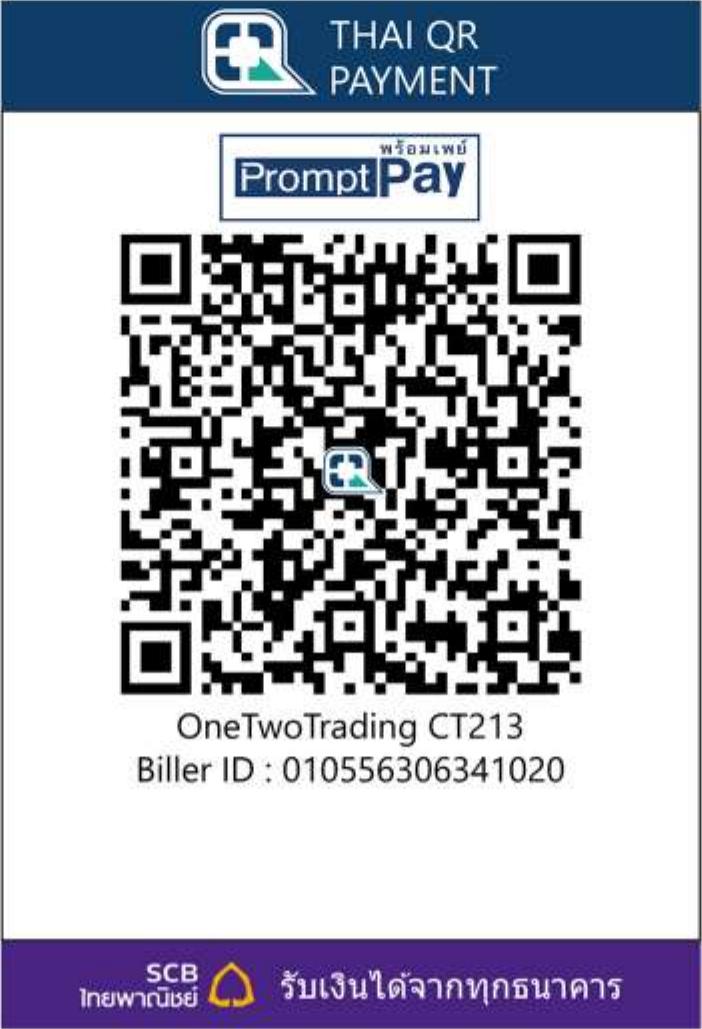 THAI QR
PAYMENT
พร้อมเพย์
Prompt Pay
OneTwoTrading CT213
Biller ID : 010556306341020
SCB
ไทยพาณิชย์
รับเงินได้จากทุกธนาคาร